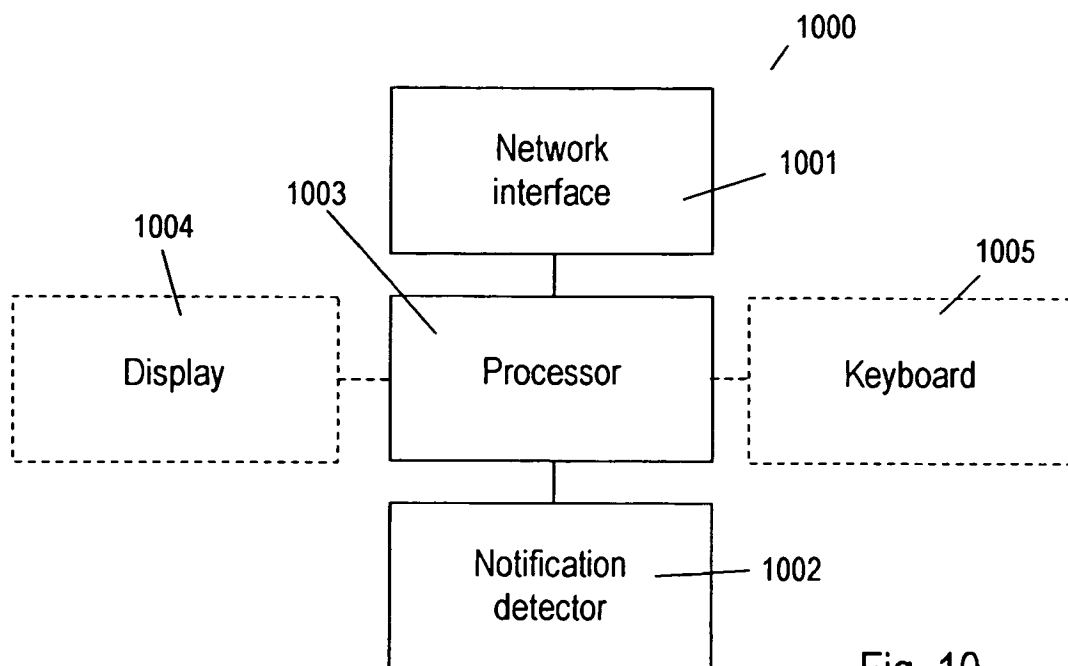 1000
Network
interface
1001
1003
1004
1005
Display
Processor
Keyboard
Notification
detector
1002
Fig. 10